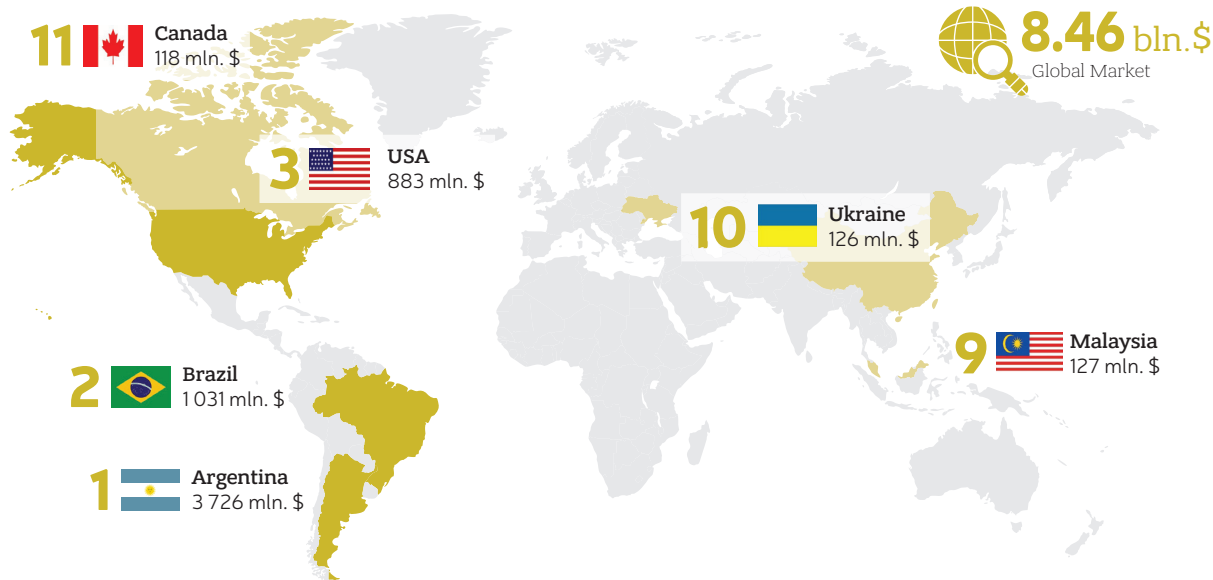 11 Canada
118 mln. $
8.46 bln.$
Global Market
3 USA
883 mln. $
10 Ukraine
126 mln. $
9 Malaysia
127 mln. $
2 Brazil
1 031 mln. $
1 Argentina
3 726 mln. $